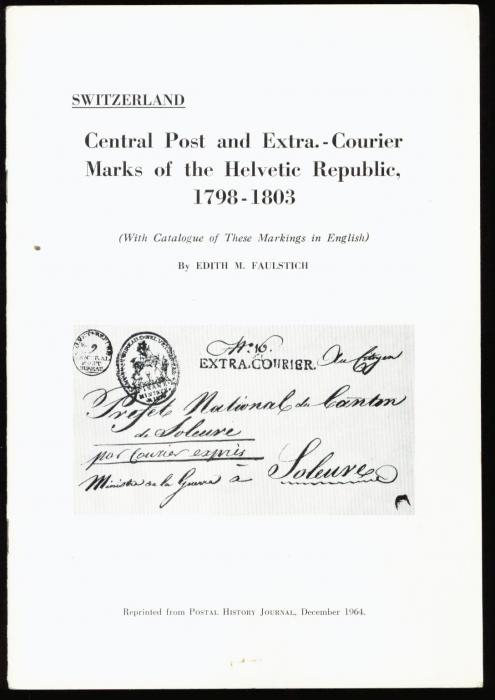 SWITZERLAND
Central Post and Extra.-Courier
Marks of the Helvetic Republic,
1798-1803
(With Catalogue of These Markings in English)
By EDITH M. FAULSTICH
No. 16.
EXTRA.COURIER. Au Citoyen
Prefet National du Canton
de Soleure
par Courier exprès
Ministre de la Guerre à Soleure
Reprinted from POSTAL HISTORY JOURNAL, December 1964.